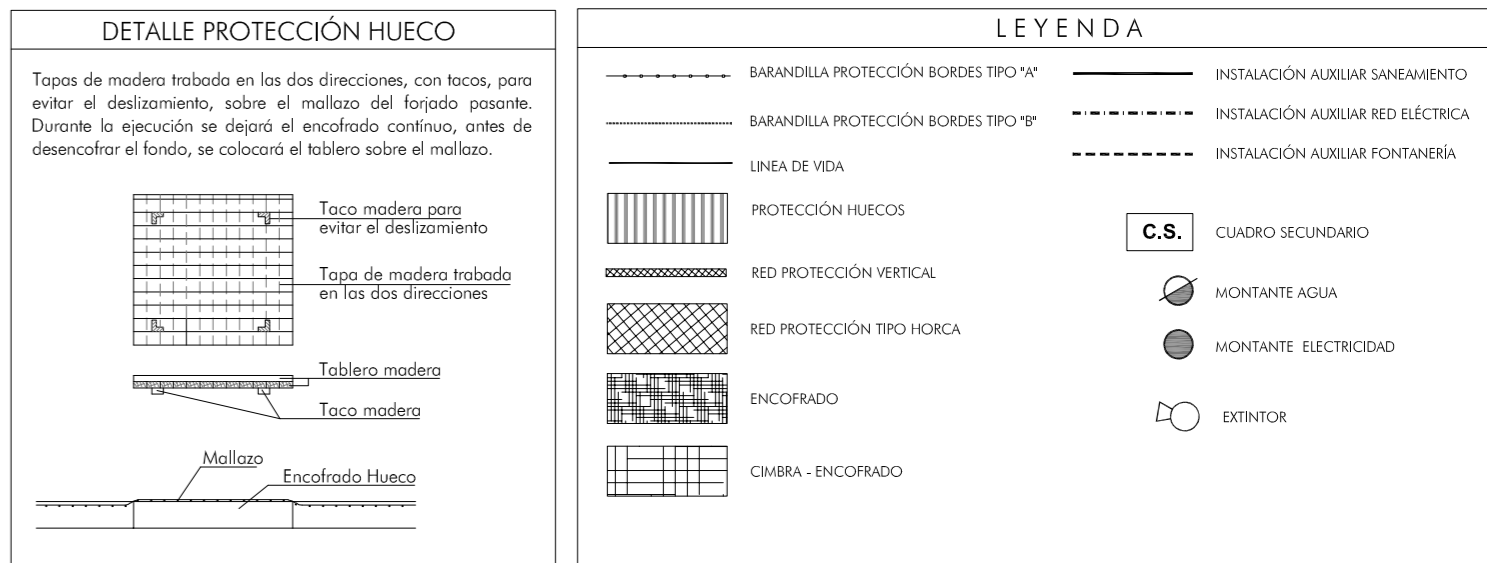 DETALLE PROTECCIÓN HUECO
Tapas de madera trabada en las dos direcciones, con tacos, para
evitar el deslizamiento, sobre el mallazo del forjado pasante.
Durante la ejecución se dejará el encofrado contínuo, antes de
desencofrar el fondo, se colocará el tablero sobre el mallazo.
Taco madera para
evitar el deslizamiento
Tapa de madera trabada
en las dos direcciones
Tablero madera
Taco madera
Mallazo
Encofrado Hueco
LEYENDA
BARANDILLA PROTECCIÓN BORDES TIPO "A"
BARANDILLA PROTECCIÓN BORDES TIPO "B"
LINEA DE VIDA
PROTECCIÓN HUECOS
RED PROTECCIÓN VERTICAL
RED PROTECCIÓN TIPO HORCA
ENCOFRADO
CIMBRA - ENCOFRADO
INSTALACIÓN AUXILIAR SANEAMIENTO
INSTALACIÓN AUXILIAR RED ELÉCTRICA
INSTALACIÓN AUXILIAR FONTANERÍA
C.S. CUADRO SECUNDARIO
MONTANTE AGUA
MONTANTE ELECTRICIDAD
EXTINTOR